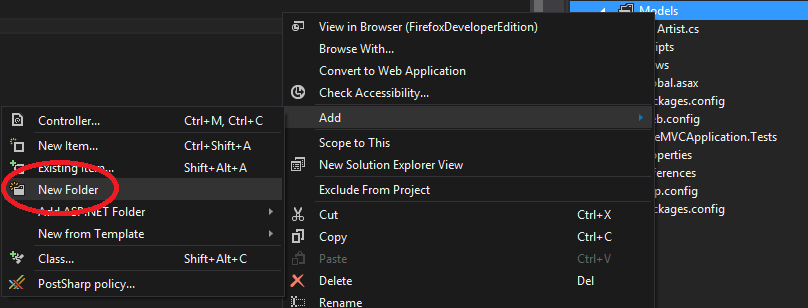 Models
View in Browser (FirefoxDeveloperEdition)
Browse With...
Convert to Web Application
Check Accessibility...
Add
Scope to This
New Solution Explorer View
Exclude From Project
Cut Ctrl+X
Copy Ctrl+C
Paste Ctrl+V
Delete Del
Rename
Controller... Ctrl+M, Ctrl+C
New Item... Ctrl+Shift+A
Existing Item... Shift+Alt+A
New Folder
Add ASP.NET Folder
New from Template
Class... Shift+Alt+C
PostSharp policy...
Artist.cs
ipts
ws
bal.asax
ckages.config
b.config
eMVCApplication.Tests
perties
erences
p.config
ckages.config